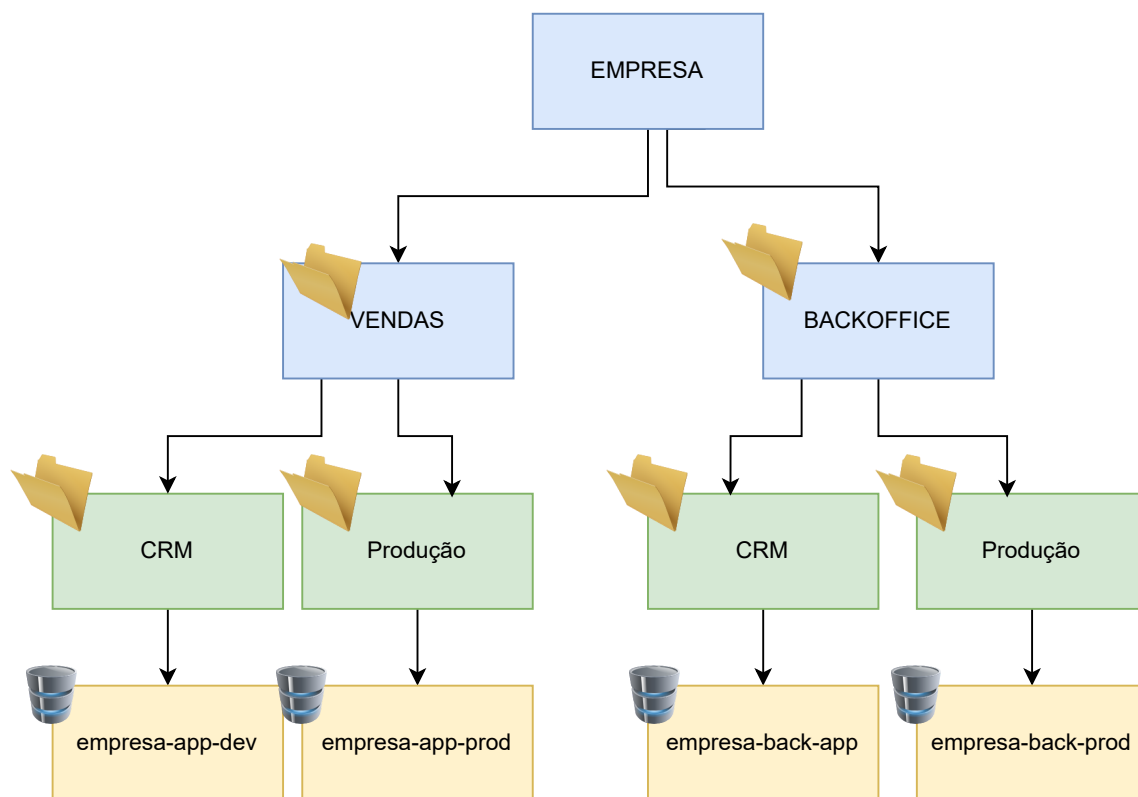 EMPRESA
VENDAS
BACKOFFICE
CRM
Produção
CRM
Produção
empresa-app-dev
empresa-app-prod
empresa-back-app
empresa-back-prod